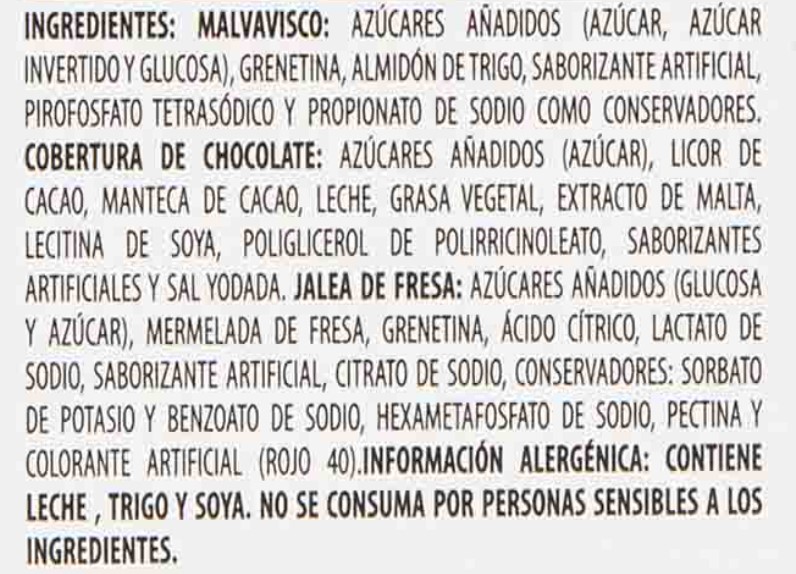 INGREDIENTES: MALVAVISCO: AZÚCARES AÑADIDOS (AZÚCAR, AZÚCAR
INVERTIDO Y GLUCOSA), GRENETINA, ALMIDÓN DE TRIGO, SABORIZANTE ARTIFICIAL,
PIROFOSFATO TETRASÓDICO Y PROPIONATO DE SODIO COMO CONSERVADORES.
COBERTURA DE CHOCOLATE: AZÚCARES AÑADIDOS (AZÚCAR), LICOR DE
CACAO, MANTECA DE CACAO, LECHE, GRASA VEGETAL, EXTRACTO DE MALTA,
LECITINA DE SOYA, POLIGLICEROL DE POLIRRICINOLEATO, SABORIZANTES
ARTIFICIALES Y SAL YODADA. JALEA DE FRESA: AZÚCARES AÑADIDOS (GLUCOSA
Y AZÚCAR), MERMELADA DE FRESA, GRENETINA, ÁCIDO CÍTRICO, LACTATO DE
SODIO, SABORIZANTE ARTIFICIAL, CITRATO DE SODIO, CONSERVADORES: SORBATO
DE POTASIO Y BENZOATO DE SODIO, HEXAMETAFOSFATO DE SODIO, PECTINA Y
COLORANTE ARTIFICIAL (ROJO 40).INFORMACIÓN ALERGÉNICA: CONTIENE
LECHE , TRIGO Y SOYA. NO SE CONSUMA POR PERSONAS SENSIBLES A LOS
INGREDIENTES.